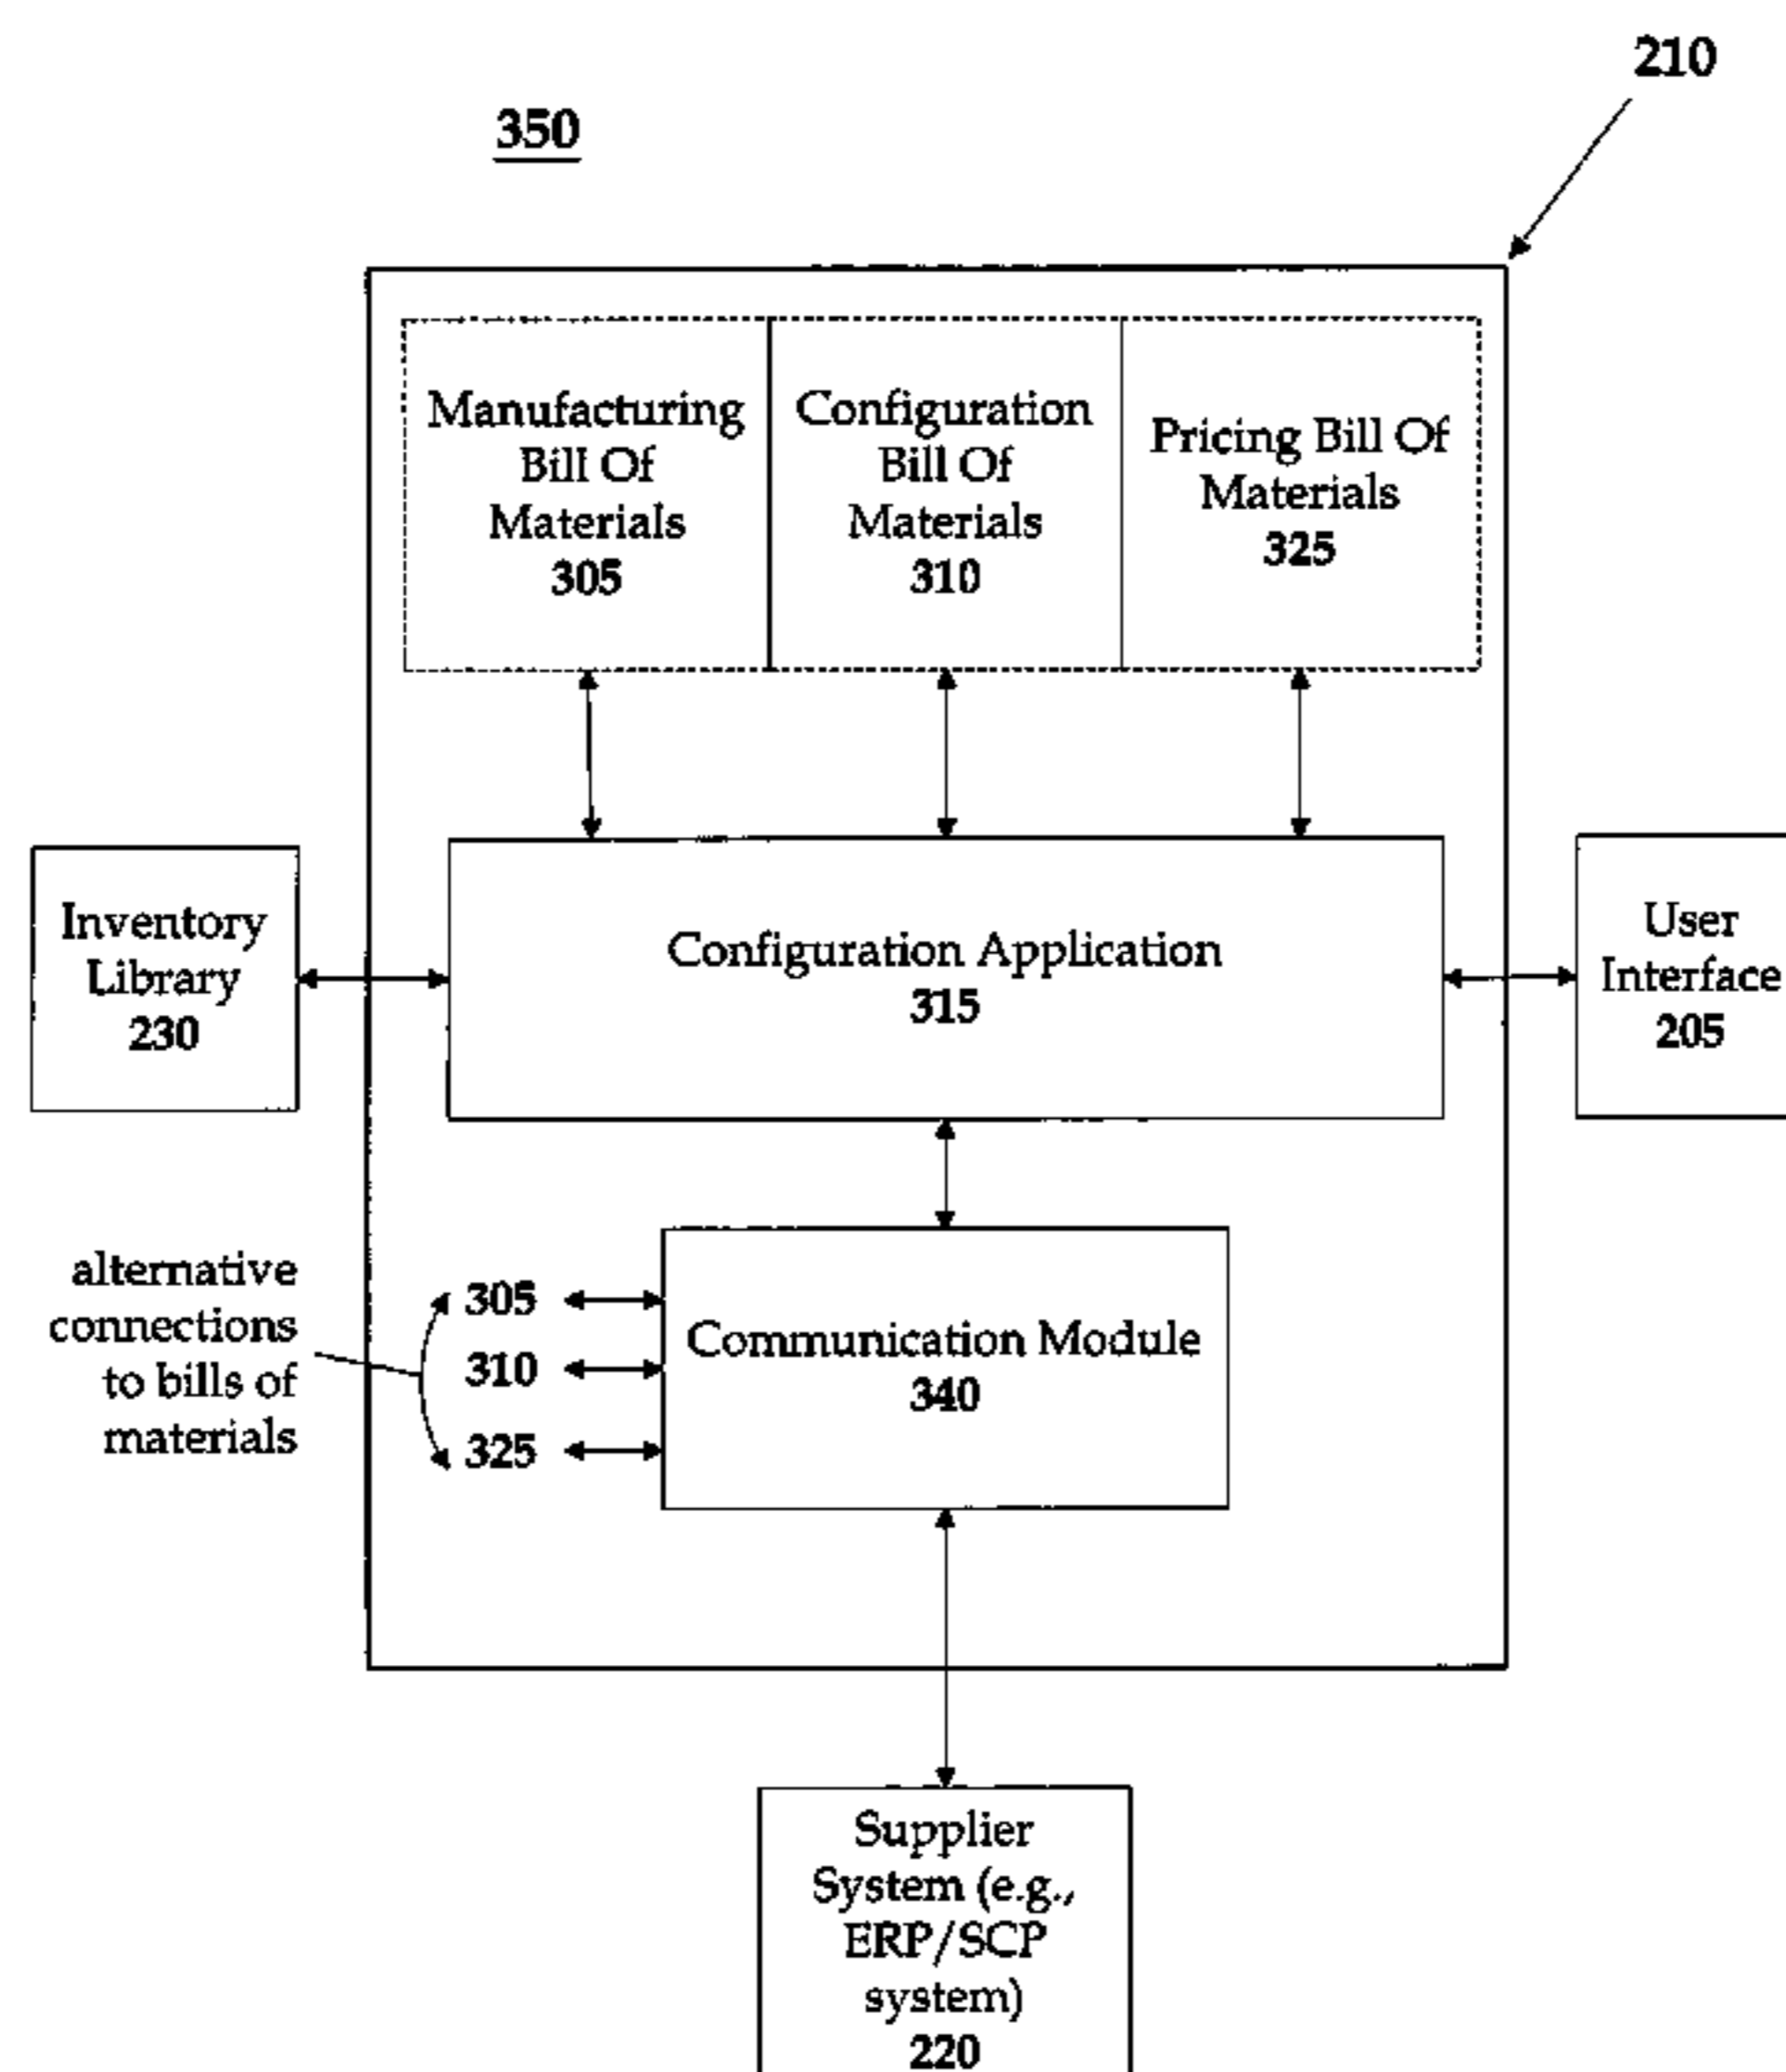 210
350
Manufacturing
Bill Of
Materials
305
Configuration
Bill Of
Materials
310
Pricing Bill Of
Materials
325
Inventory
Library
230
Configuration Application
315
User
Interface
205
alternative
connections
to bills of
materials
305
310
325
Communication Module
340
Supplier
System (e.g.,
ERP/SCP
system)
220